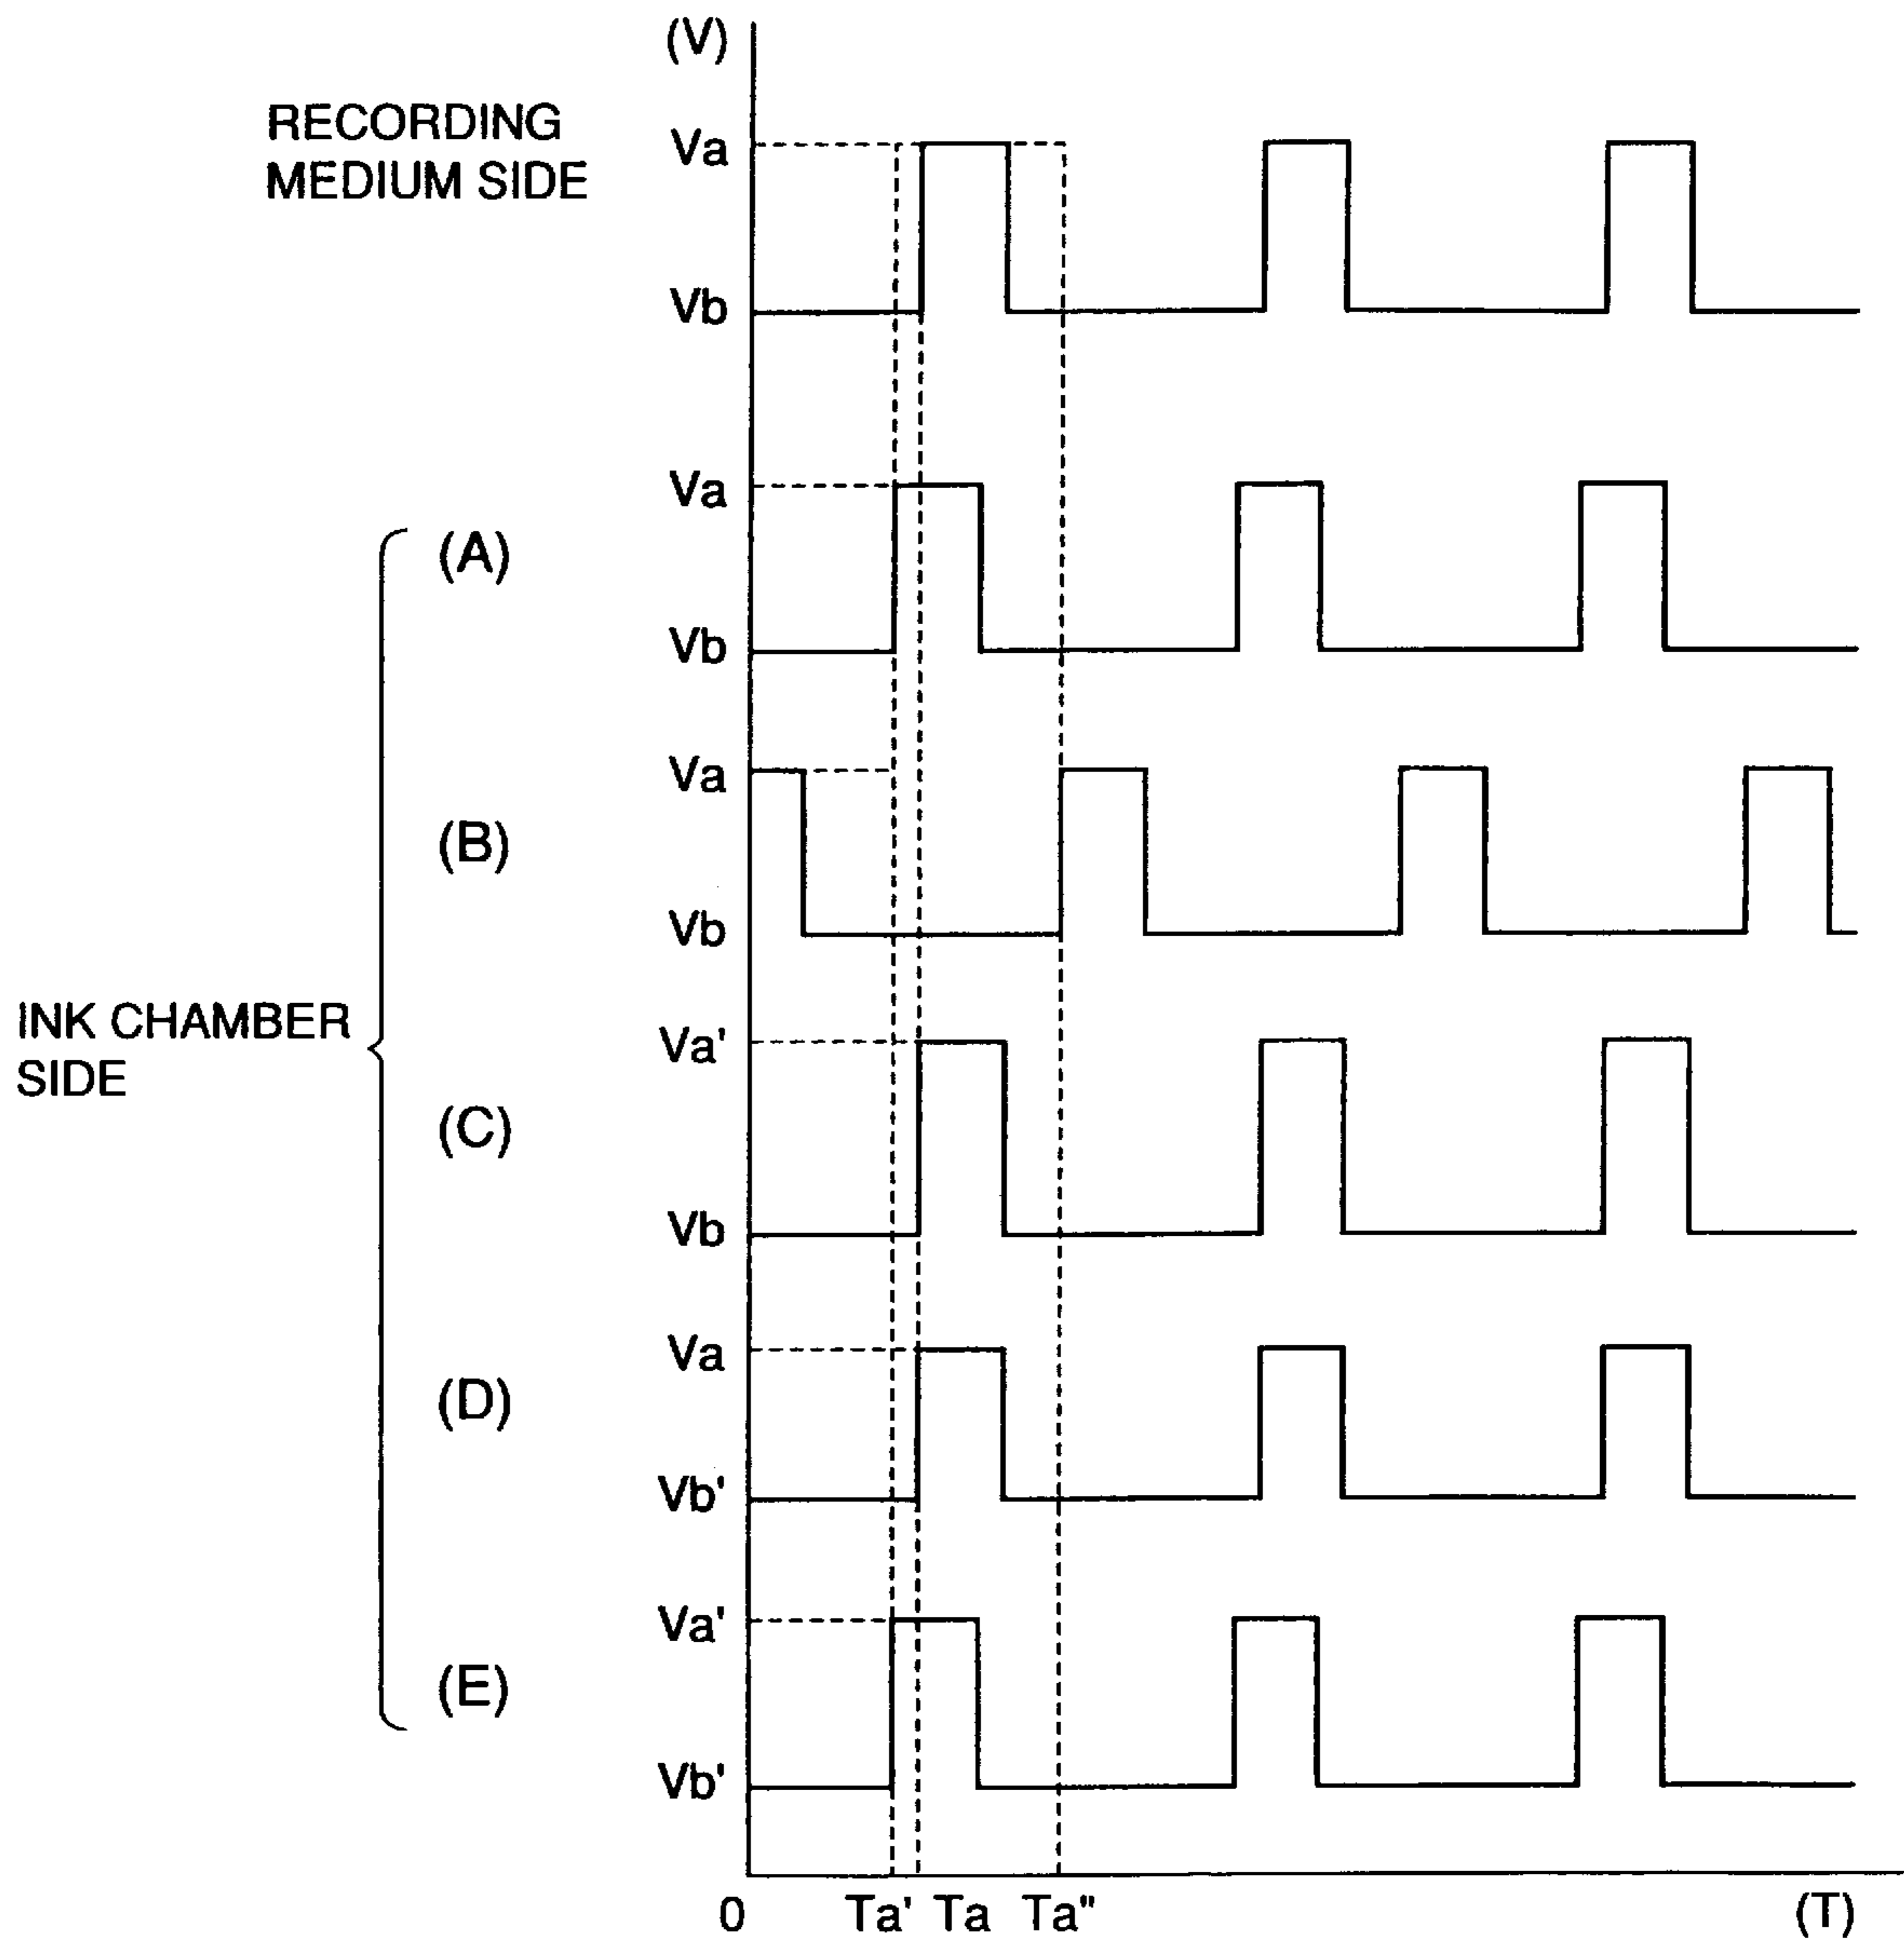 (V)
RECORDING
MEDIUM SIDE
Va
Vb
Va
(A)
Vb
Va
(B)
Vb
INK CHAMBER
SIDE
Va'
(C)
Vb
Va
(D)
Vb'
Va'
(E)
Vb'
0 Ta' Ta Ta" (T)